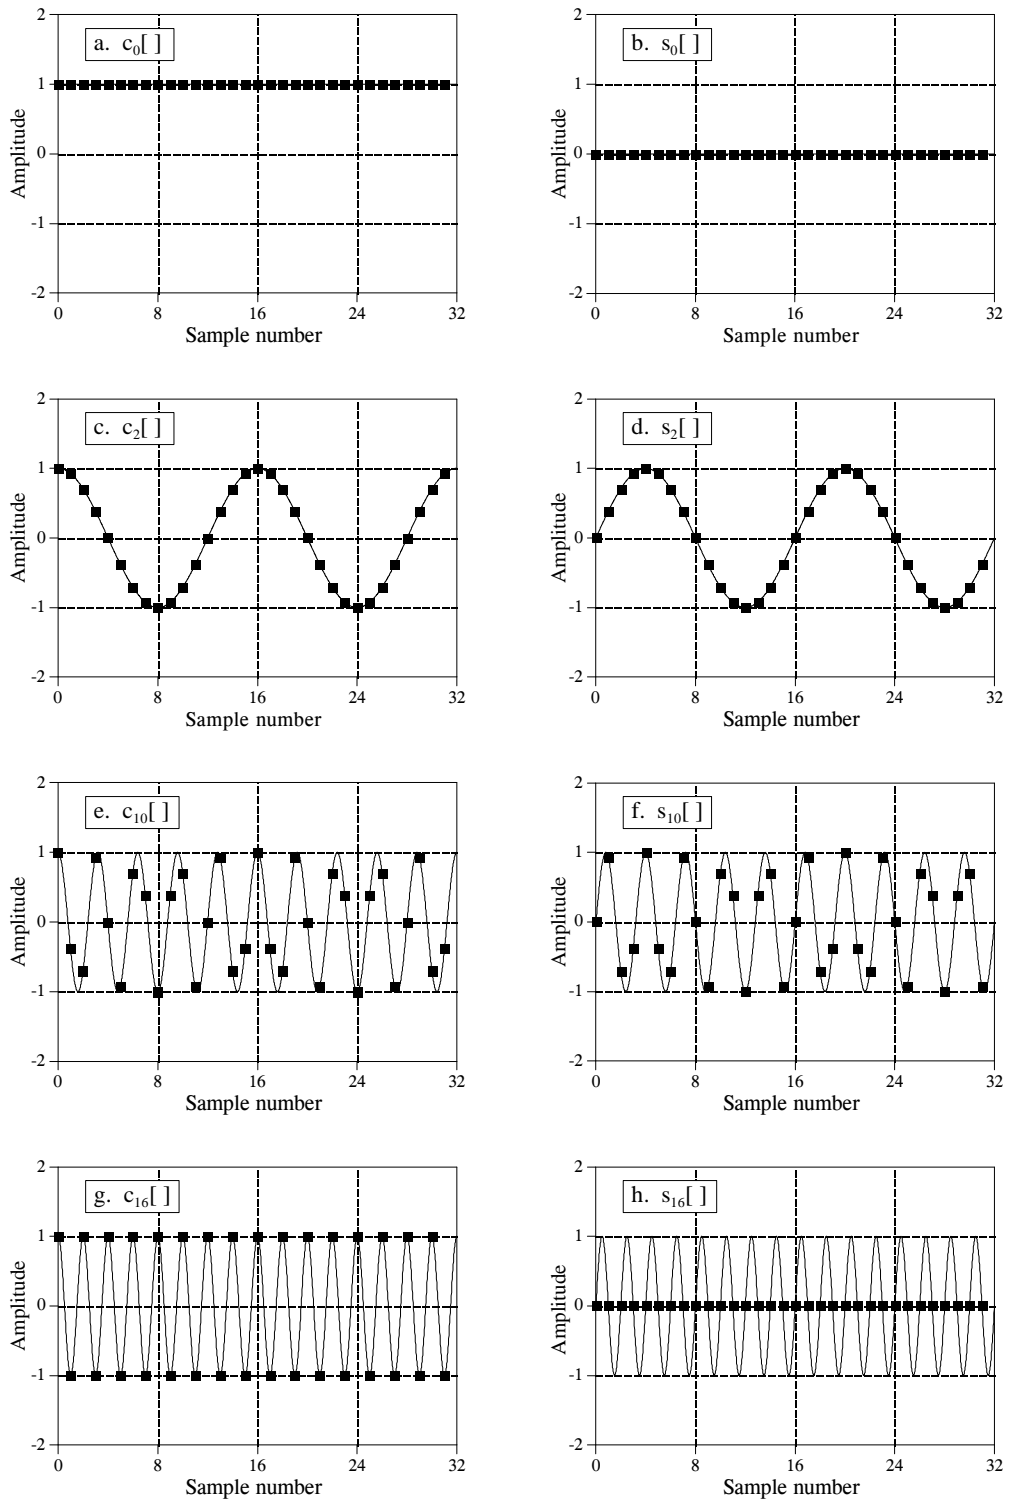 a. c0[ ]
2
1
0
-1
-2
Amplitude
0 8 16 24 32
Sample number
b. s0[ ]
2
1
0
-1
-2
Amplitude
0 8 16 24 32
Sample number
c. c2[ ]
2
1
0
-1
-2
Amplitude
0 8 16 24 32
Sample number
d. s2[ ]
2
1
0
-1
-2
Amplitude
0 8 16 24 32
Sample number
e. c10[ ]
2
1
0
-1
-2
Amplitude
0 8 16 24 32
Sample number
f. s10[ ]
2
1
0
-1
-2
Amplitude
0 8 16 24 32
Sample number
g. c16[ ]
2
1
0
-1
-2
Amplitude
0 8 16 24 32
Sample number
h. s16[ ]
2
1
0
-1
-2
Amplitude
0 8 16 24 32
Sample number